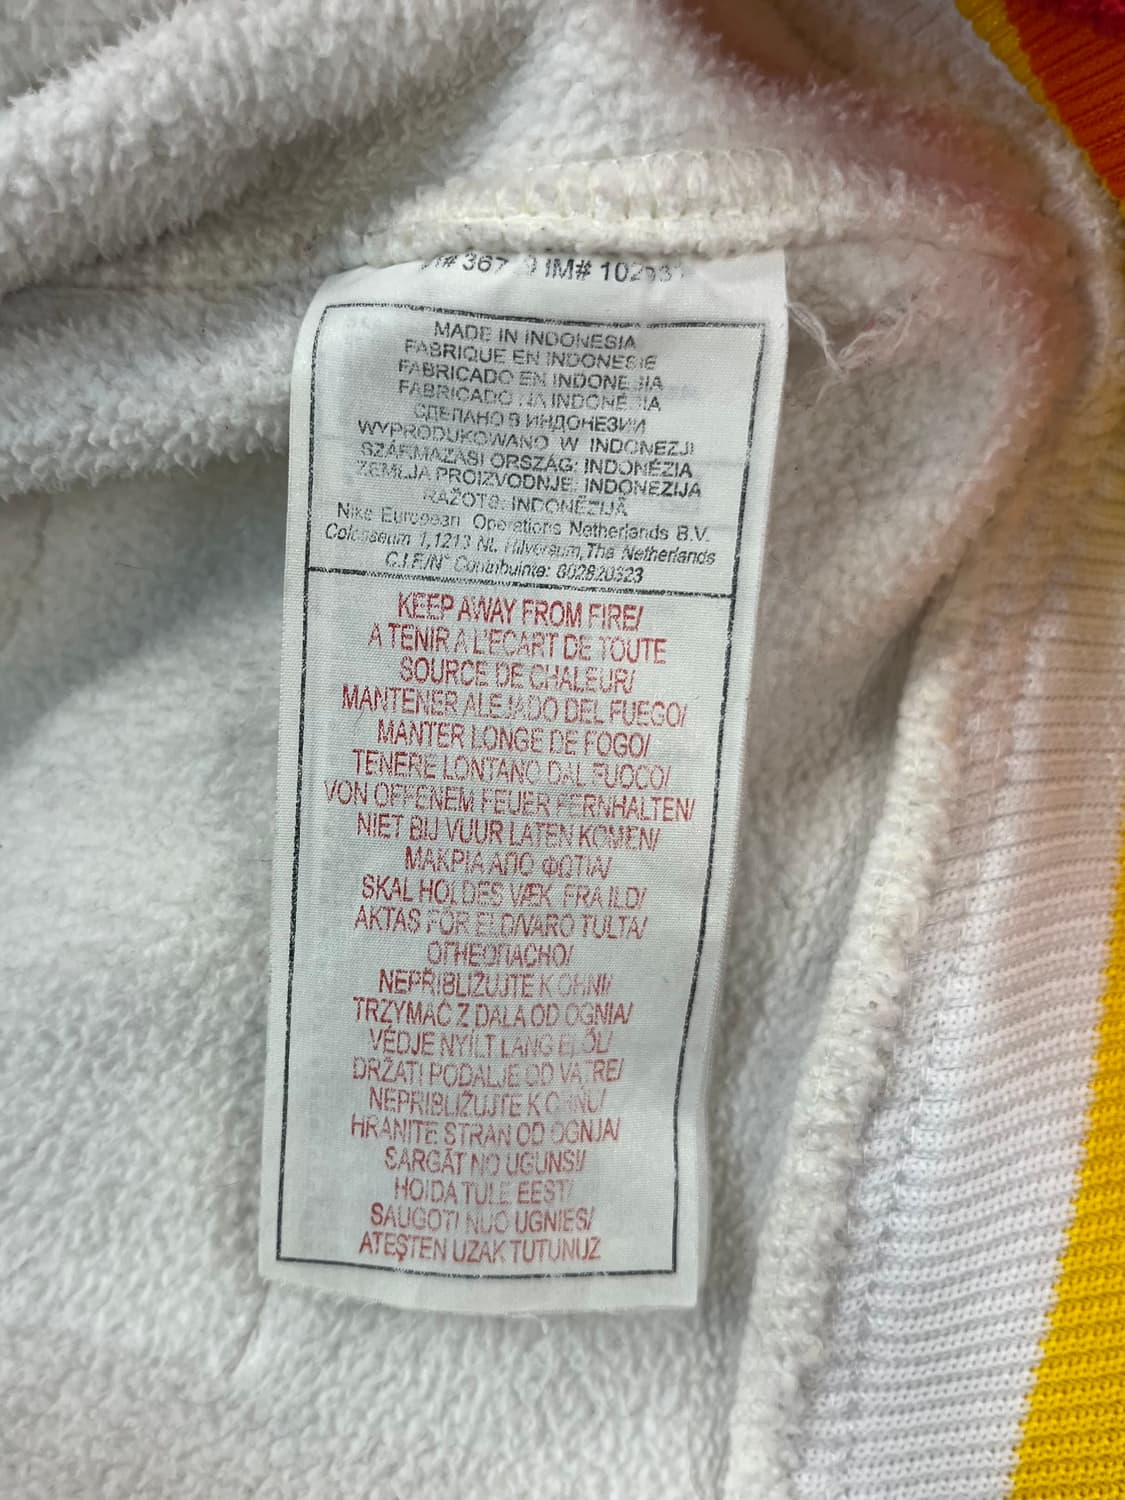 IM#
MADE IN INDONESIA
FABRIQUE EN INDONESIE
FABRICADO EN INDONESIA
FABRICADO NA INDONESIA
СДЕЛАНО В ИНДОНЕЗИИ
WYPRODUKOWANO W INDONEZJI
SZÁRMAZÁSI ORSZÁG: INDONÉZIA
ZEMLJA PROIZVODNJE: INDONEZIJA
RAŽOTS: INDONĒZIJĀ
Nike European Operations Netherlands B.V.
Colosseum 1, 1213 NL Hilversum, The Netherlands
C.I.F./N° Contribuinte:
KEEP AWAY FROM FIRE/
A TENIR A L'ECART DE TOUTE
SOURCE DE CHALEUR/
MANTENER ALEJADO DEL FUEGO/
MANTER LONGE DE FOGO/
TENERE LONTANO DAL FUOCO/
VON OFFENEM FEUER FERNHALTEN/
NIET BIJ VUUR LATEN KOMEN/
ΜΑΚΡΙΑ ΑΠΟ ΦΩΤΙΑ/
SKAL HOLDES VÆK FRA ILD/
AKTAS FÖR ELD/VARO TULTA/
ОГНЕОПАСНО/
NEPŘIBLIŽUJTE K OHNI/
TRZYMAĆ Z DALA OD OGNIA/
VÉDJE NYÍLT LÁNG ELŐL/
DRŽATI PODALJE OD VATRE/
NEPRIBLIŽUJTE K OHŇU/
HRANITE STRAN OD OGNJA/
SARGĀT NO UGUNS!/
HOIDA TULE EEST/
SAUGOTI NUO UGNIES/
ATEŞTEN UZAK TUTUNUZ